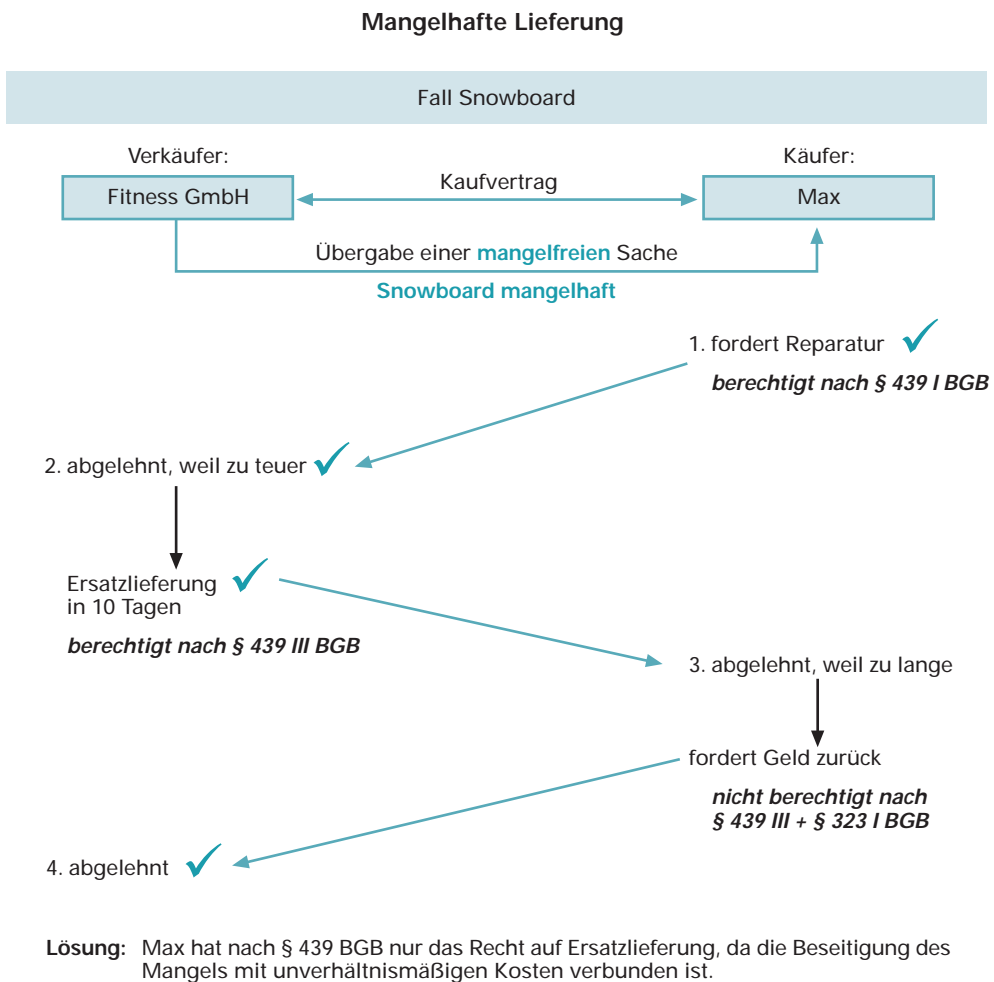 Mangelhafte Lieferung
Fall Snowboard
Verkäufer:
Käufer:
Fitness GmbH
Kaufvertrag
Max
Übergabe einer mangelfreien Sache
Snowboard mangelhaft
1. fordert Reparatur
berechtigt nach § 439 I BGB
2. abgelehnt, weil zu teuer
Ersatzlieferung
in 10 Tagen
berechtigt nach § 439 III BGB
3. abgelehnt, weil zu lange
fordert Geld zurück
nicht berechtigt nach
§ 439 III + § 323 I BGB
4. abgelehnt
Lösung: Max hat nach § 439 BGB nur das Recht auf Ersatzlieferung, da die Beseitigung des
Mangels mit unverhältnismäßigen Kosten verbunden ist.